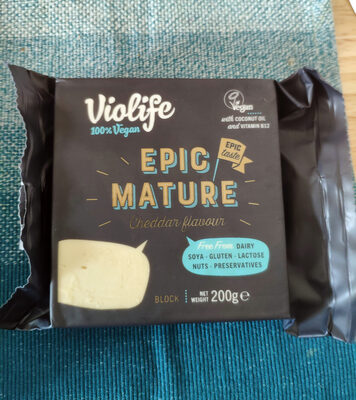 Violife
100% Vegan
Vegan
with COCONUT OIL
and VITAMIN B12
EPIC
MATURE
EPIC
taste
Cheddar flavour
Free From DAIRY
SOYA - GLUTEN - LACTOSE
NUTS - PRESERVATIVES
BLOCK
NET
WEIGHT 200g e